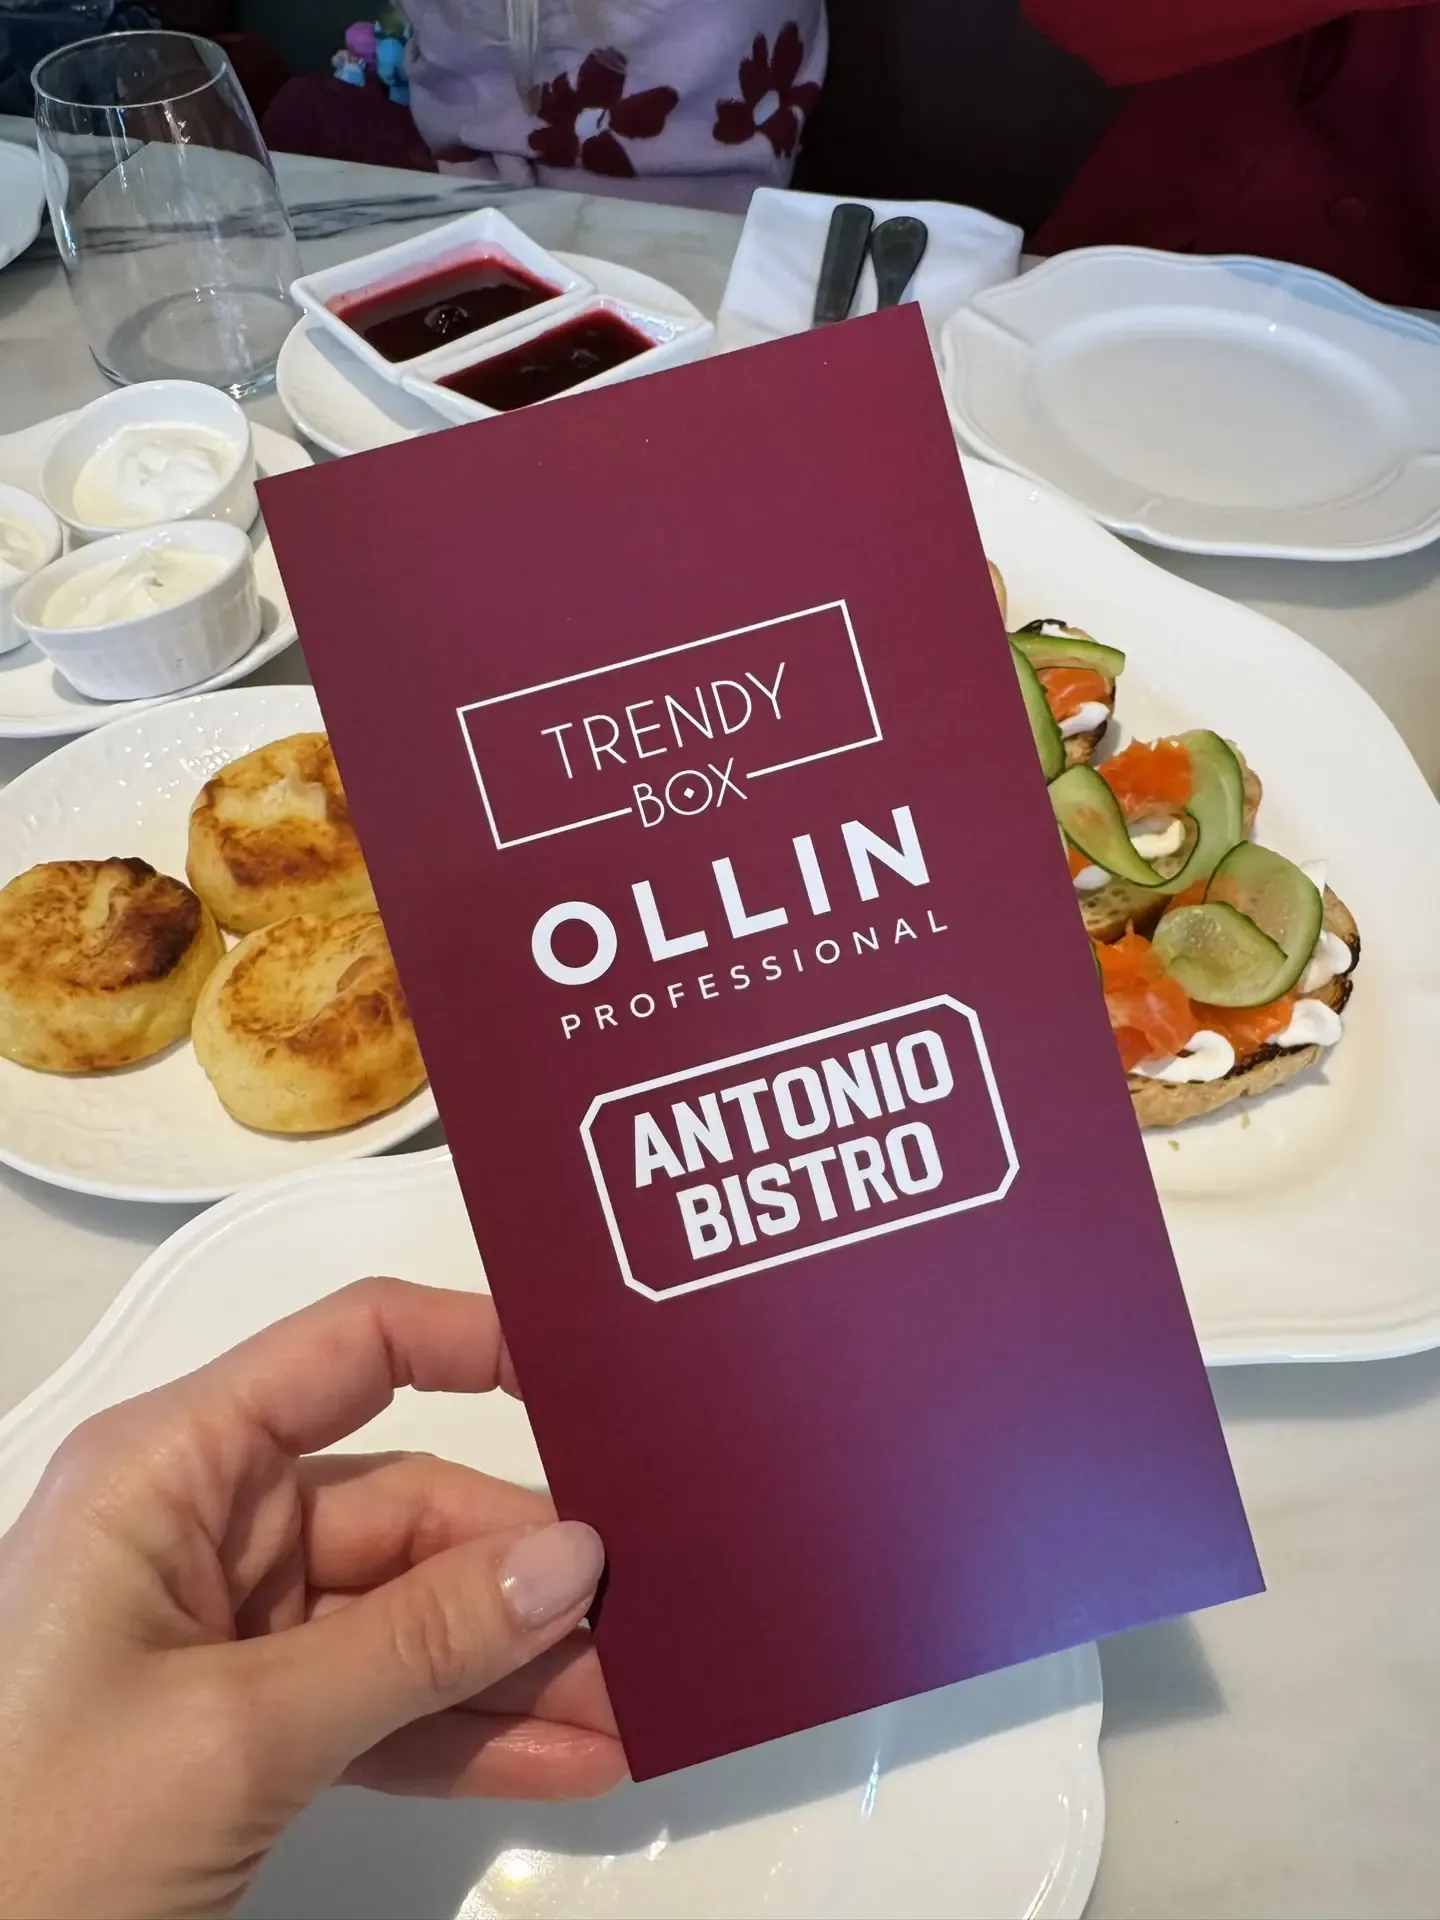 TRENDY
BOX
OLLIN
PROFESSIONAL
ANTONIO
BISTRO